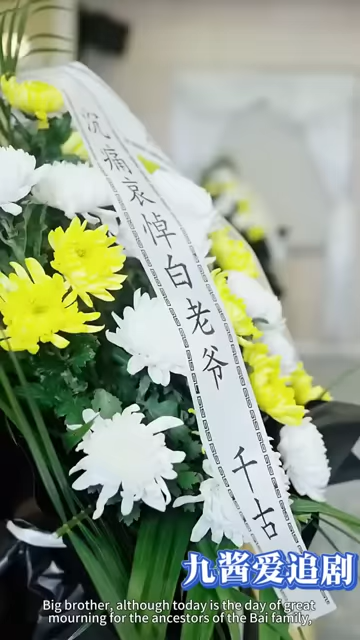 沉痛哀悼白老爷
千古
九酱爱追剧
Big brother, although today is the day of great
mourning for the ancestors of the Bai family,